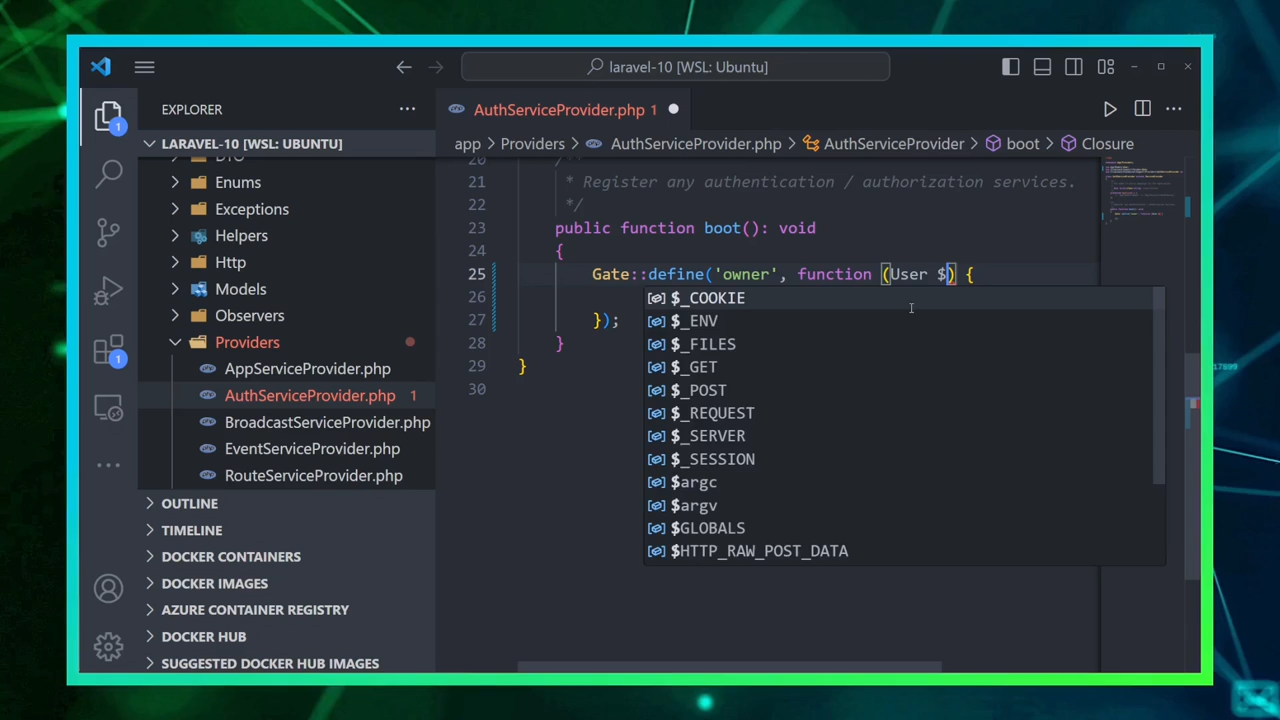 laravel-10 [WSL: Ubuntu]
EXPLORER
AuthServiceProvider.php 1
LARAVEL-10 [WSL: UBUNTU]
app > Providers > AuthServiceProvider.php > AuthServiceProvider > boot > Closure
1
DTO
Enums
Exceptions
Helpers
Http
Models
Observers
Providers
AppServiceProvider.php
AuthServiceProvider.php 1
BroadcastServiceProvider.php
EventServiceProvider.php
RouteServiceProvider.php
OUTLINE
TIMELINE
DOCKER CONTAINERS
DOCKER IMAGES
AZURE CONTAINER REGISTRY
DOCKER HUB
SUGGESTED DOCKER HUB IMAGES
1
20 /**
21 * Register any authentication / authorization services.
22 */
23 public function boot(): void
24 {
25 Gate::define('owner', function (User $) {
26
27 });
28 }
29 }
30
$_COOKIE
$_ENV
$_FILES
$_GET
$_POST
$_REQUEST
$_SERVER
$_SESSION
$argc
$argv
$GLOBALS
$HTTP_RAW_POST_DATA